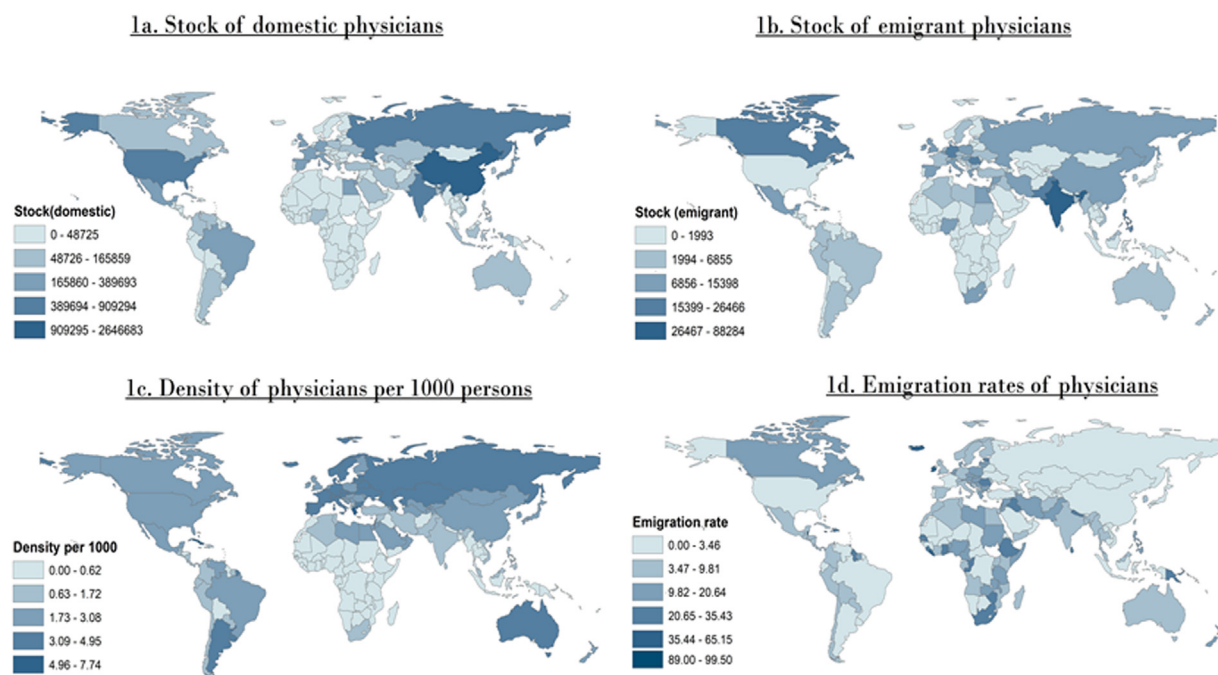 1a. Stock of domestic physicians
Stock(domestic)
0 - 48725
48726 - 165859
165860 - 389693
389694 - 909294
909295 - 2646683
1b. Stock of emigrant physicians
Stock (emigrant)
0 - 1993
1994 - 6855
6856 - 15398
15399 - 26466
26467 - 88284
1c. Density of physicians per 1000 persons
Density per 1000
0.00 - 0.62
0.63 - 1.72
1.73 - 3.08
3.09 - 4.95
4.96 - 7.74
1d. Emigration rates of physicians
Emigration rate
0.00 - 3.46
3.47 - 9.81
9.82 - 20.64
20.65 - 35.43
35.44 - 65.15
89.00 - 99.50